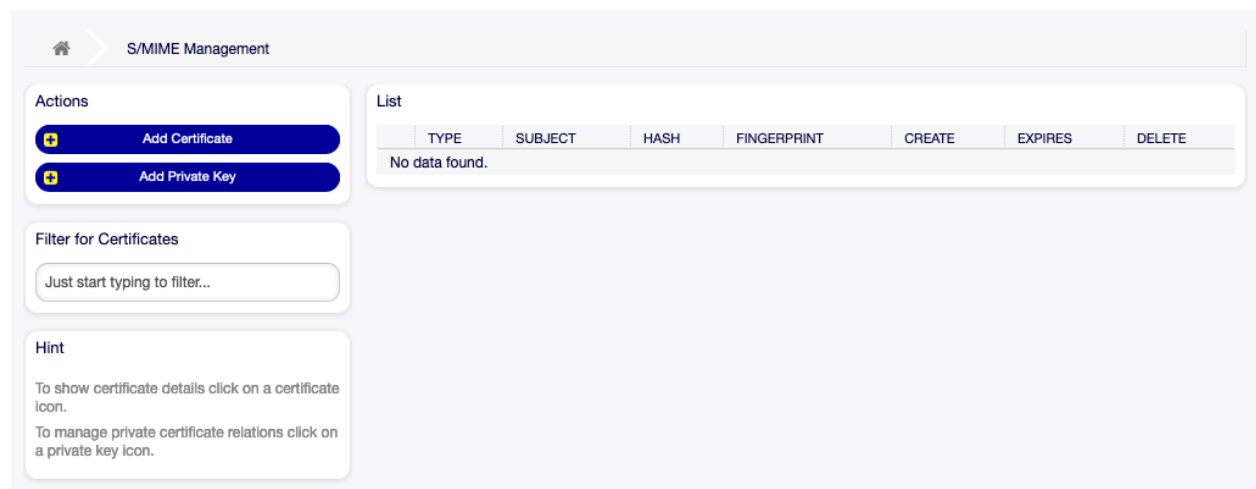 S/MIME Management
Actions
Add Certificate
Add Private Key
Filter for Certificates
Just start typing to filter...
Hint
To show certificate details click on a certificate
icon.
To manage private certificate relations click on
a private key icon.
List
TYPE SUBJECT HASH FINGERPRINT CREATE EXPIRES DELETE
No data found.